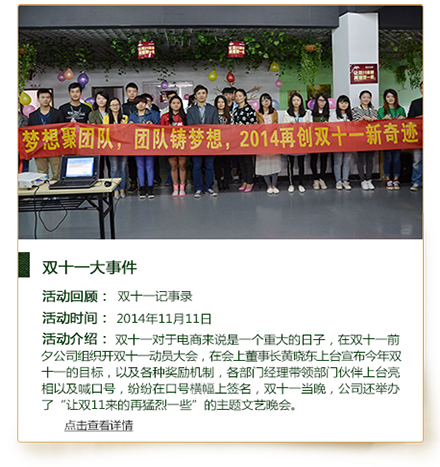 梦想聚团队，团队铸梦想，2014再创双十一新奇迹
双十一大事件
活动回顾： 双十一记事录
活动时间： 2014年11月11日
活动介绍：双十一对于电商来说是一个重大的日子，在双十一前
夕公司组织开双十一动员大会，在会上董事长黄晓东上台宣布今年双
十一的目标，以及各种奖励机制，各部门经理带领部门伙伴上台亮
相以及喊口号，纷纷在口号横幅上签名，双十一当晚，公司还举办
了“让双11来的再猛烈一些”的主题文艺晚会。
点击查看详情